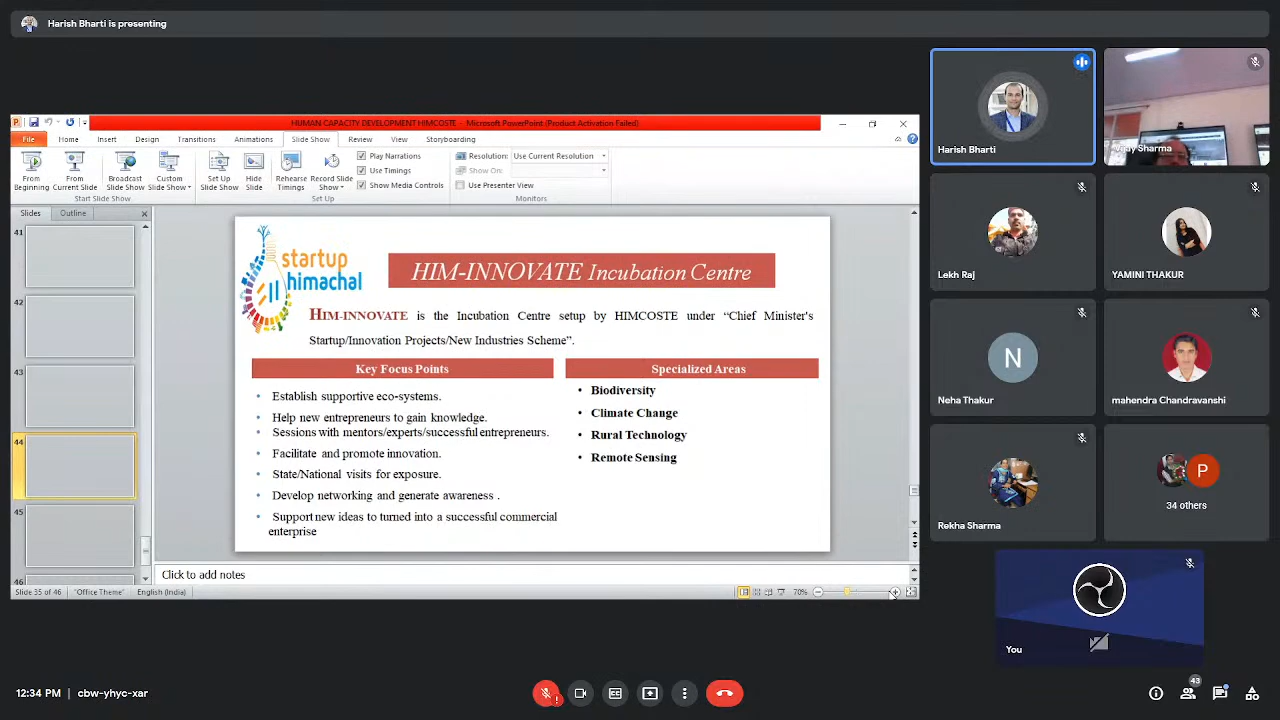 Harish Bharti is presenting
HUMAN CAPACITY DEVELOPMENT HIMCOSTE - Microsoft PowerPoint (Product Activation Failed)
File Home Insert Design Transitions Animations Slide Show Review View Storyboarding
From Beginning
From Current Slide
Broadcast Slide Show
Custom Slide Show
Start Slide Show
Set Up Slide Show
Hide Slide
Rehearse Timings
Record Slide Show
Play Narrations
Use Timings
Show Media Controls
Set Up
Resolution: Use Current Resolution
Show On:
Use Presenter View
Monitors
Slides Outline
41
42
43
44
45
46
startup
himachal
HIM-INNOVATE Incubation Centre
HIM-INNOVATE is the Incubation Centre setup by HIMCOSTE under “Chief Minister's
Startup/Innovation Projects/New Industries Scheme”.
Key Focus Points
• Establish supportive eco-systems.
• Help new entrepreneurs to gain knowledge.
• Sessions with mentors/experts/successful entrepreneurs.
• Facilitate and promote innovation.
• State/National visits for exposure.
• Develop networking and generate awareness .
• Support new ideas to turned into a successful commercial
enterprise
Specialized Areas
• Biodiversity
• Climate Change
• Rural Technology
• Remote Sensing
Click to add notes
Slide 35 of 46 "Office Theme" English (India) 70%
Harish Bharti
Vijay Sharma
Lekh Raj
YAMINI THAKUR
N
Neha Thakur
mahendra Chandravanshi
Rekha Sharma
P
34 others
You
12:34 PM | cbw-yhyc-xar
43